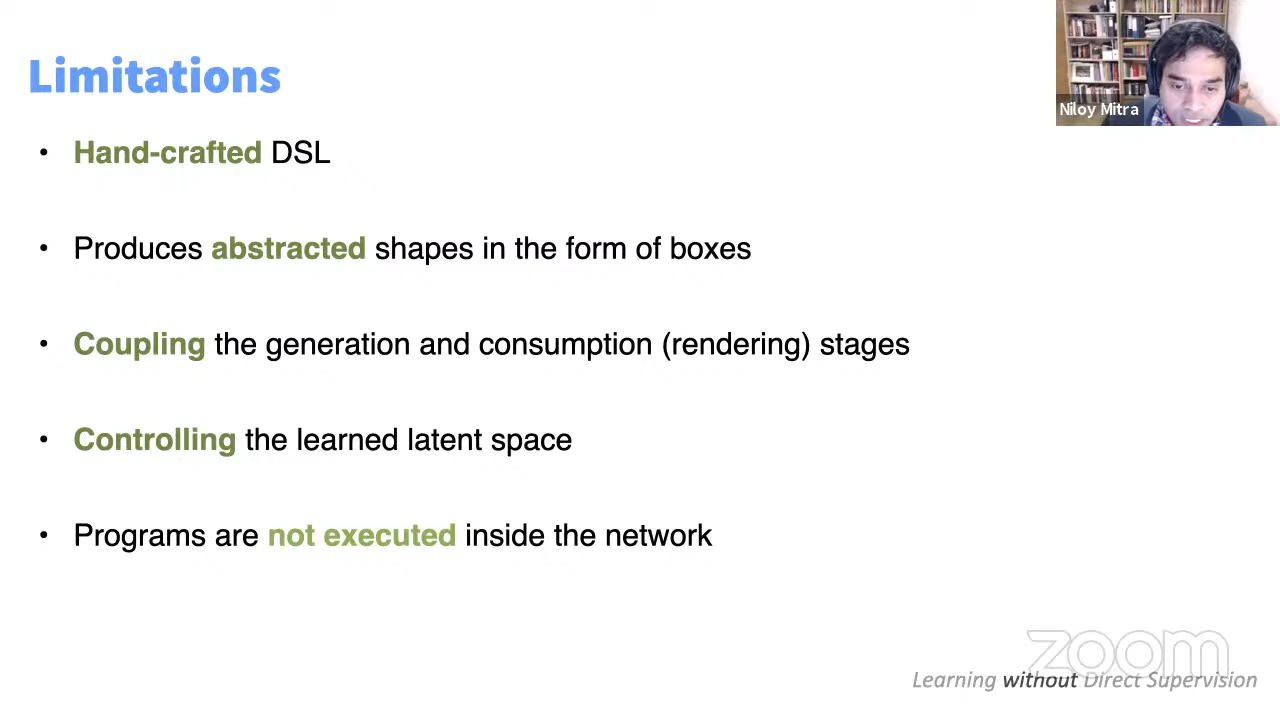 Limitations
Niloy Mitra
• Hand-crafted DSL
• Produces abstracted shapes in the form of boxes
• Coupling the generation and consumption (rendering) stages
• Controlling the learned latent space
• Programs are not executed inside the network
zoom
Learning without Direct Supervision